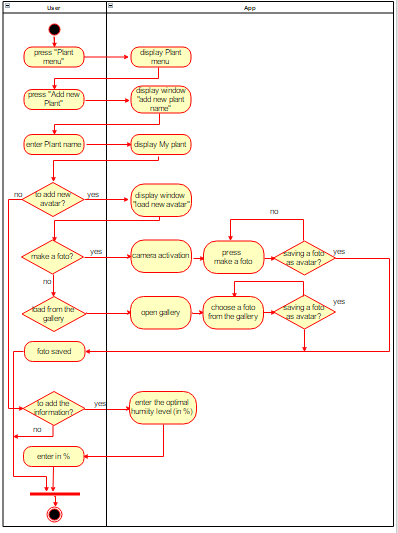 User
App
press "Plant
menu"
display Plant
menu
press "Add new
Plant"
display window
"add new plant
name"
enter Plant name
display My plant
no
to add new
avatar?
yes
display window
"load new avatar"
no
make a foto?
yes
camera activation
press
make a foto
saving a foto
as avatar?
yes
no
load from the
gallery
open gallery
choose a foto
from the gallery
saving a foto
as avatar?
yes
foto saved
to add the
information?
yes
enter the optimal
humiity level (in %)
no
enter in %